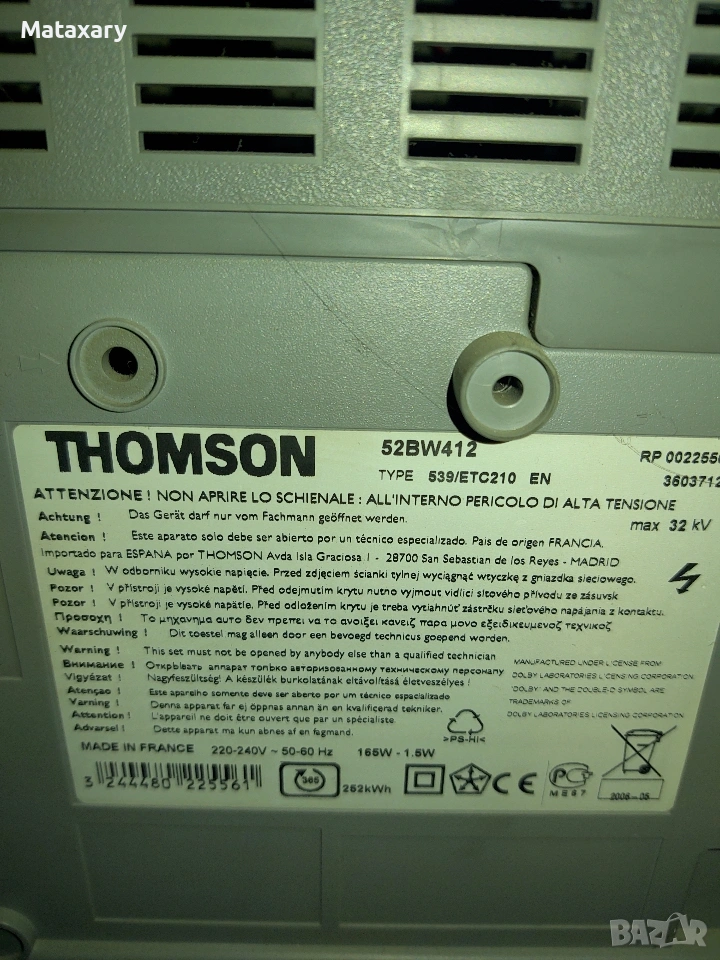 Mataxary
THOMSON
52BW412
TYPE 539/ETC210 EN
RP 0022556
3603712
ATTENZIONE ! NON APRIRE LO SCHIENALE : ALL'INTERNO PERICOLO DI ALTA TENSIONE
Achtung ! Das Gerät darf nur vom Fachmann geöffnet werden.
max 32 kV
Atencion ! Este aparato solo debe ser abierto por un técnico especializado. Pais de origen FRANCIA.
Importado para ESPANA por THOMSON Avda Isla Graciosa 1 - 28700 San Sebastian de los Reyes - MADRID
Uwaga ! W odborniku wysokie napięcie. Przed zdjęciem ścianki tylnej wyciągnąć wtyczkę z gniazdka sieciowego.
Pozor ! V přístroji je vysoké napětí. Před odejmutím krytu nutno vyjmout vidlici síťového přívodu ze zásuvsk
Pozor ! V prístroji je vysoké napätie. Pred odložením krytu je treba vytiahnúť zástrčku sieťového napájania z kontaktu.
Προσοχη ! Το μηχανημα αυτο δεν πρεπει να το ανοιξει κανεις παρα μονο εξειδικευμενος τεχνικος
Waarschuwing ! Dit toestel mag alleen door een bevoegd technicus geopend worden.
Warning ! This set must not be opened by anybody else than a qualified technician
Внимание ! Открывать аппарат только авторизованному техническому персоналу
Vigyázat ! Nagyfeszültség! A készülék burkolatának eltávolítása életveszélyes !
Atençao ! Este aparelho somente deve ser abierto por um técnico especializado
Varning ! Denna apparat far ej öppnas annan än en kvalificerad tekniker.
Attention ! L'appareil ne doit être ouvert que par un spécialiste.
Advarsel ! Dette apparat ma kun abnes af en fagmand.
MANUFACTURED UNDER LICENSE FROM
DOLBY LABORATORIES LICENSING CORPORATION.
'DOLBY' AND THE DOUBLE-D SYMBOL ARE
TRADEMARKS OF
DOLBY LABORATORIES LICENSING CORPORATION
>PS-HI<
MADE IN FRANCE 220-240V ~ 50-60 Hz 165W - 1.5W
3 244480 225561
365
252kWh
CE
РСТ
ME67
2006-05
BAZAR